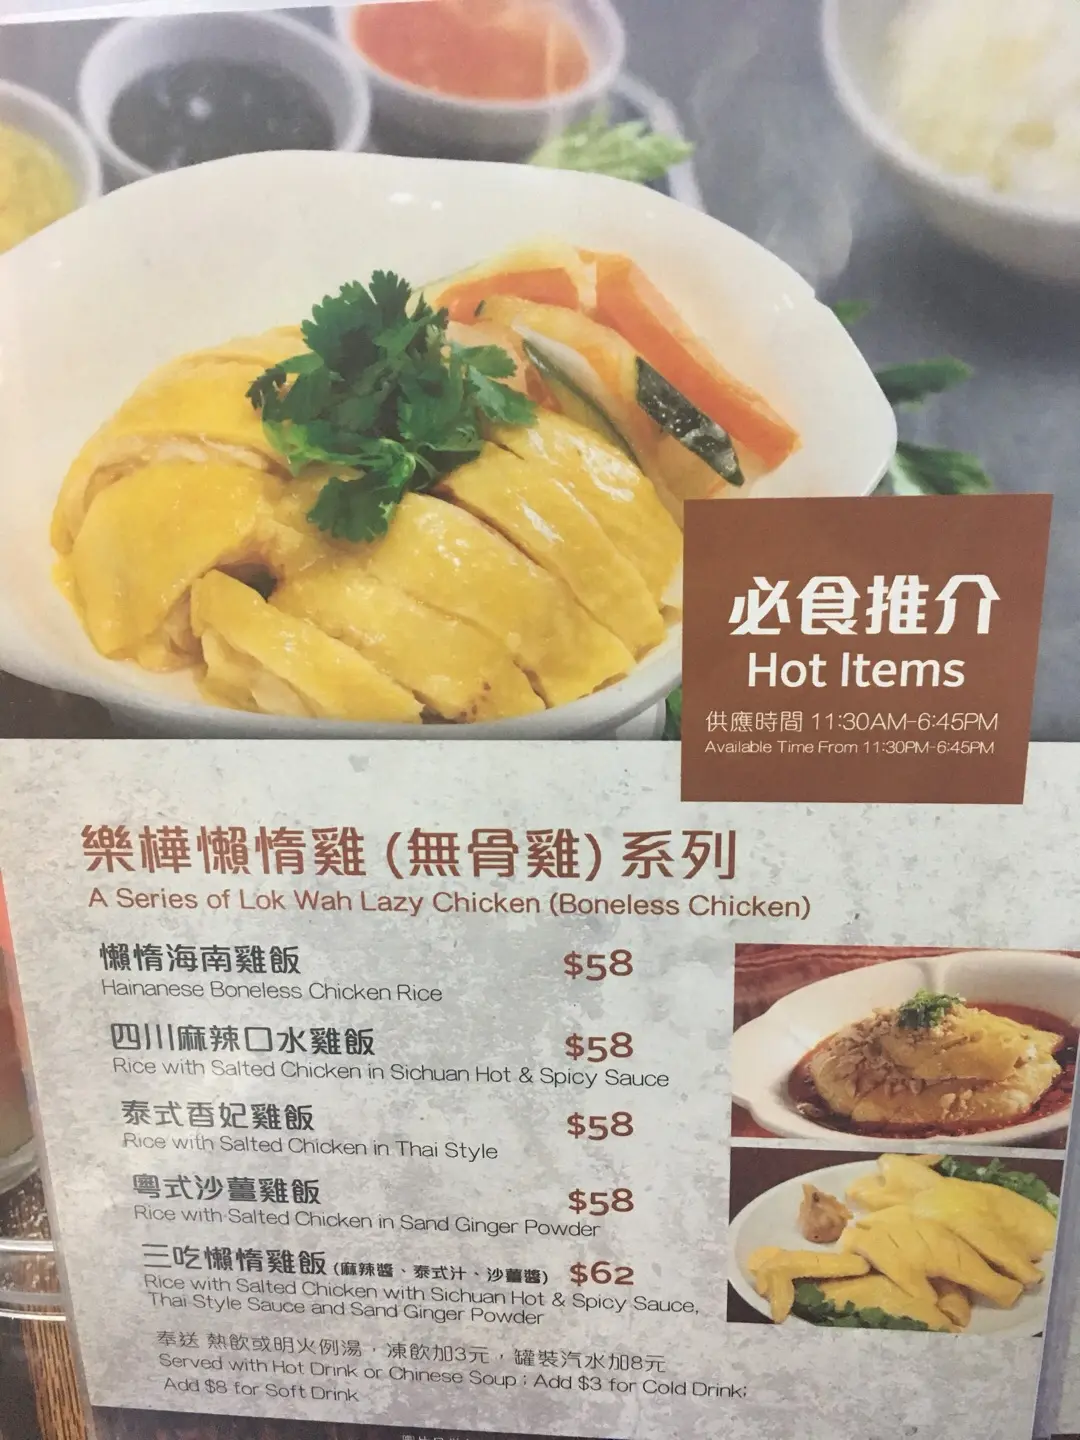 必食推介
Hot Items
供應時間 11:30AM-6:45PM
Available Time From 11:30PM-6:45PM
樂樺懶惰雞 (無骨雞) 系列
A Series of Lok Wah Lazy Chicken (Boneless Chicken)
懶惰海南雞飯 $58
Hainanese Boneless Chicken Rice
四川麻辣口水雞飯 $58
Rice with Salted Chicken in Sichuan Hot & Spicy Sauce
泰式香妃雞飯 $58
Rice with Salted Chicken in Thai Style
粵式沙薑雞飯 $58
Rice with Salted Chicken in Sand Ginger Powder
三吃懶惰雞飯 (麻辣醬、泰式汁、沙薑醬) $62
Rice with Salted Chicken with Sichuan Hot & Spicy Sauce,
Thai Style Sauce and Sand Ginger Powder
奉送 熱飲或明火例湯，凍飲加3元，罐裝汽水加8元
Served with Hot Drink or Chinese Soup ; Add $3 for Cold Drink;
Add $8 for Soft Drink